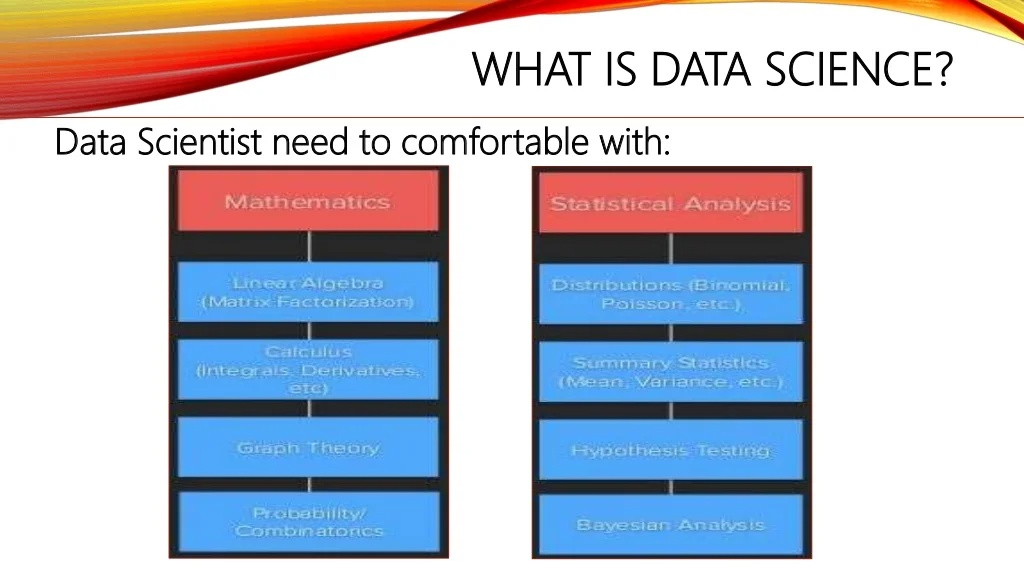 WHAT IS DATA SCIENCE?
Data Scientist need to comfortable with:
Mathematics
Linear Algebra
(Matrix Factorization)
Calculus
(Integrals, Derivatives,
etc)
Graph Theory
Probability/
Combinatorics
Statistical Analysis
Distributions (Binomial,
Poisson, etc.)
Summary Statistics
(Mean, Variance, etc.)
Hypothesis Testing
Bayesian Analysis